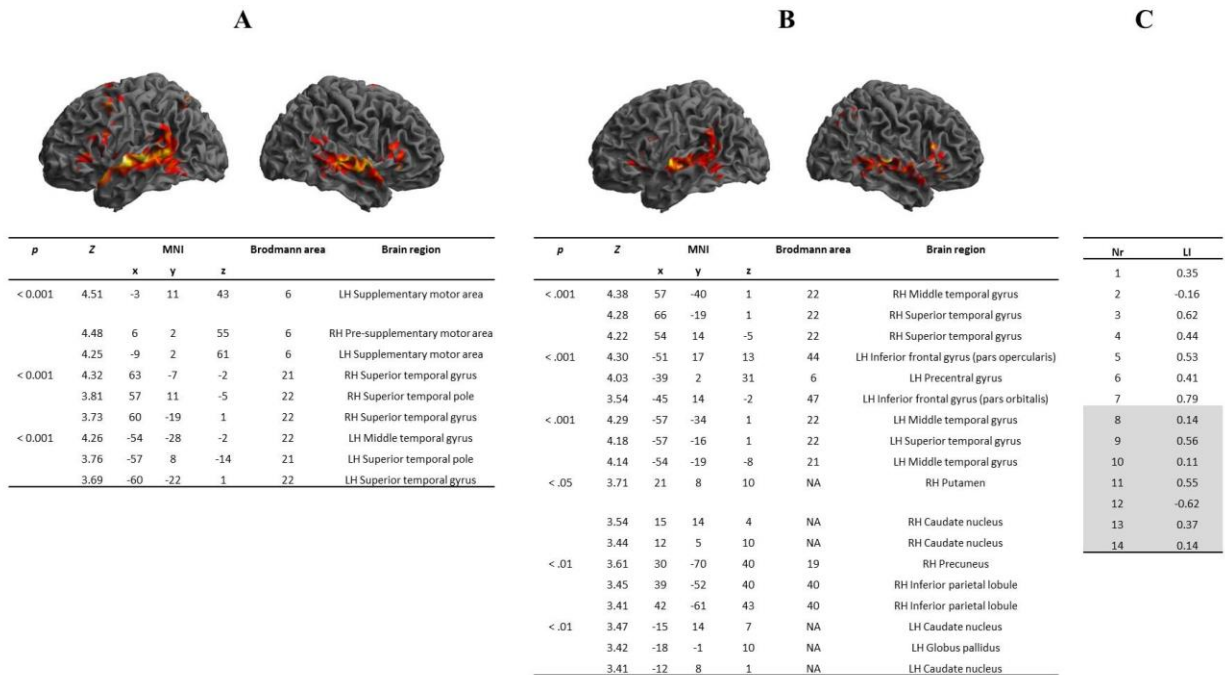 A
B
C
p Z MNI Brodmann area Brain region
x y z
< 0.001 4.51 -3 11 43 6 LH Supplementary motor area
4.48 6 2 55 6 RH Pre-supplementary motor area
4.25 -9 2 61 6 LH Supplementary motor area
< 0.001 4.32 63 -7 -2 21 RH Superior temporal gyrus
3.81 57 11 -5 22 RH Superior temporal pole
3.73 60 -19 1 22 RH Superior temporal gyrus
< 0.001 4.26 -54 -28 -2 22 LH Middle temporal gyrus
3.76 -57 8 -14 21 LH Superior temporal pole
3.69 -60 -22 1 22 LH Superior temporal gyrus
p Z MNI Brodmann area Brain region
x y z
< .001 4.38 57 -40 1 22 RH Middle temporal gyrus
4.28 66 -19 1 22 RH Superior temporal gyrus
4.22 54 14 -5 22 RH Superior temporal gyrus
< .001 4.30 -51 17 13 44 LH Inferior frontal gyrus (pars opercularis)
4.03 -39 2 31 6 LH Precentral gyrus
3.54 -45 14 -2 47 LH Inferior frontal gyrus (pars orbitalis)
< .001 4.29 -57 -34 1 22 LH Middle temporal gyrus
4.18 -57 -16 1 22 LH Superior temporal gyrus
4.14 -54 -19 -8 21 LH Middle temporal gyrus
< .05 3.71 21 8 10 NA RH Putamen
3.54 15 14 4 NA RH Caudate nucleus
3.44 12 5 10 NA RH Caudate nucleus
< .01 3.61 30 -70 40 19 RH Precuneus
3.45 39 -52 40 40 RH Inferior parietal lobule
3.41 42 -61 43 40 RH Inferior parietal lobule
< .01 3.47 -15 14 7 NA LH Caudate nucleus
3.42 -18 -1 10 NA LH Globus pallidus
3.41 -12 8 1 NA LH Caudate nucleus
Nr LI
1 0.35
2 -0.16
3 0.62
4 0.44
5 0.53
6 0.41
7 0.79
8 0.14
9 0.56
10 0.11
11 0.55
12 -0.62
13 0.37
14 0.14